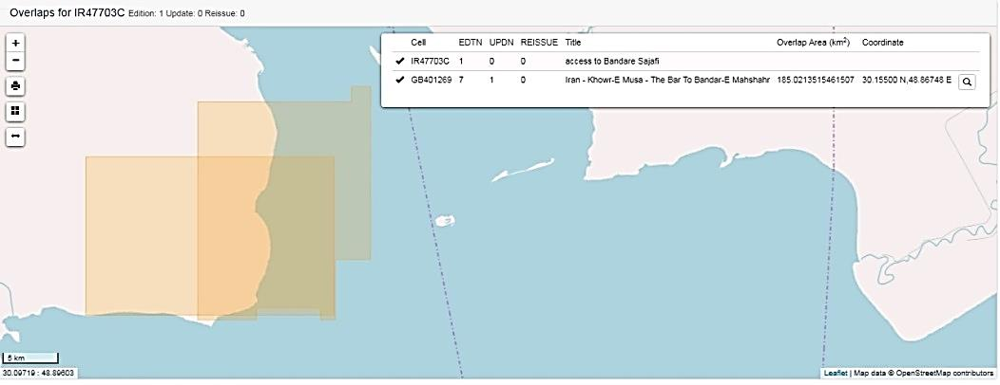 Overlaps for IR47703C Edition: 1 Update: 0 Reissue: 0
+
−
Cell EDTN UPDN REISSUE Title Overlap Area (km²) Coordinate
IR47703C 1 0 0 access to Bandare Sajafi
GB401269 7 1 0 Iran - Khowr-E Musa - The Bar To Bandar-E Mahshahr 185.0213515461507 30.15500 N,48.86748 E
5 km
30.09719 : 48.89603
Leaflet | Map data © OpenStreetMap contributors